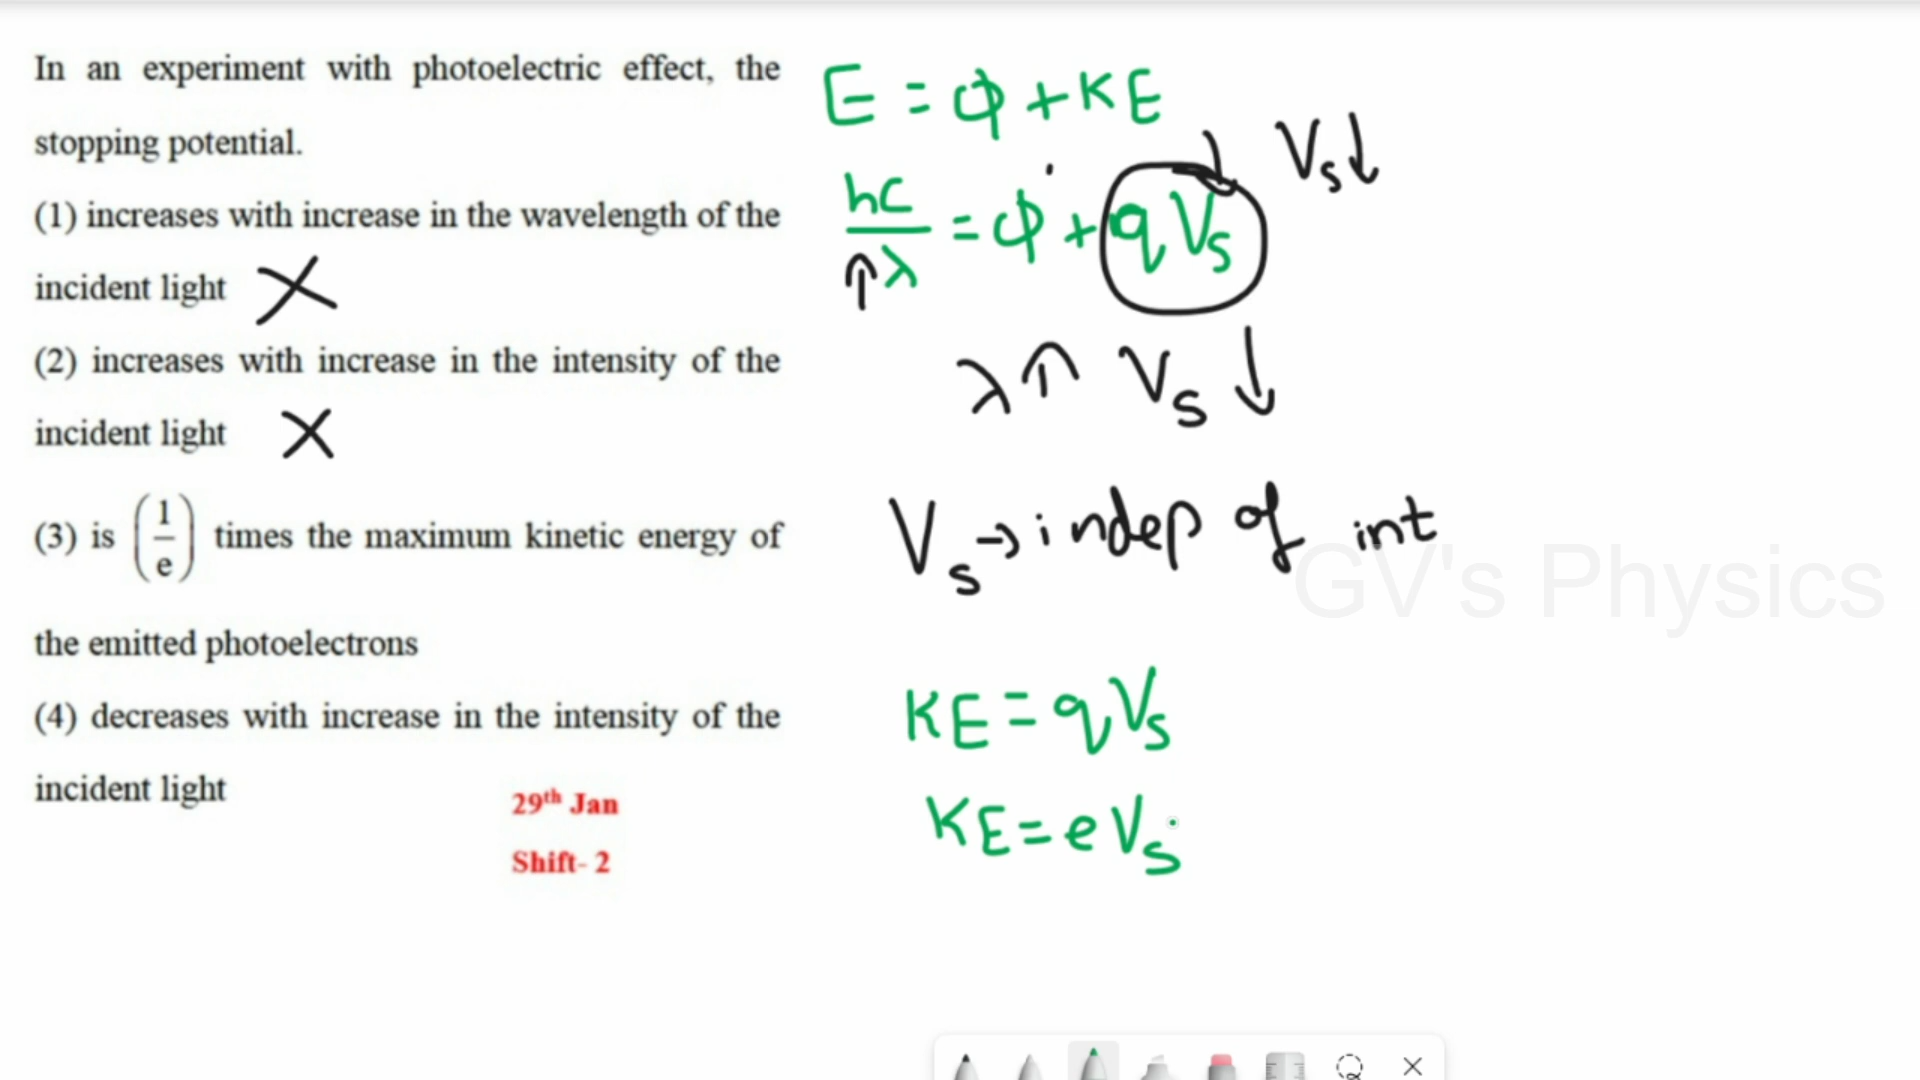 In an experiment with photoelectric effect, the
stopping potential.
(1) increases with increase in the wavelength of the
incident light X
(2) increases with increase in the intensity of the
incident light X
(3) is (1/e) times the maximum kinetic energy of
the emitted photoelectrons
(4) decreases with increase in the intensity of the
incident light
29th Jan
Shift- 2
E = φ + KE
hC/↑λ = φ + qVs ↓ Vs↓
λ↑ Vs↓
Vs → indep of int
GV's Physics
KE = qVs
KE = eVs